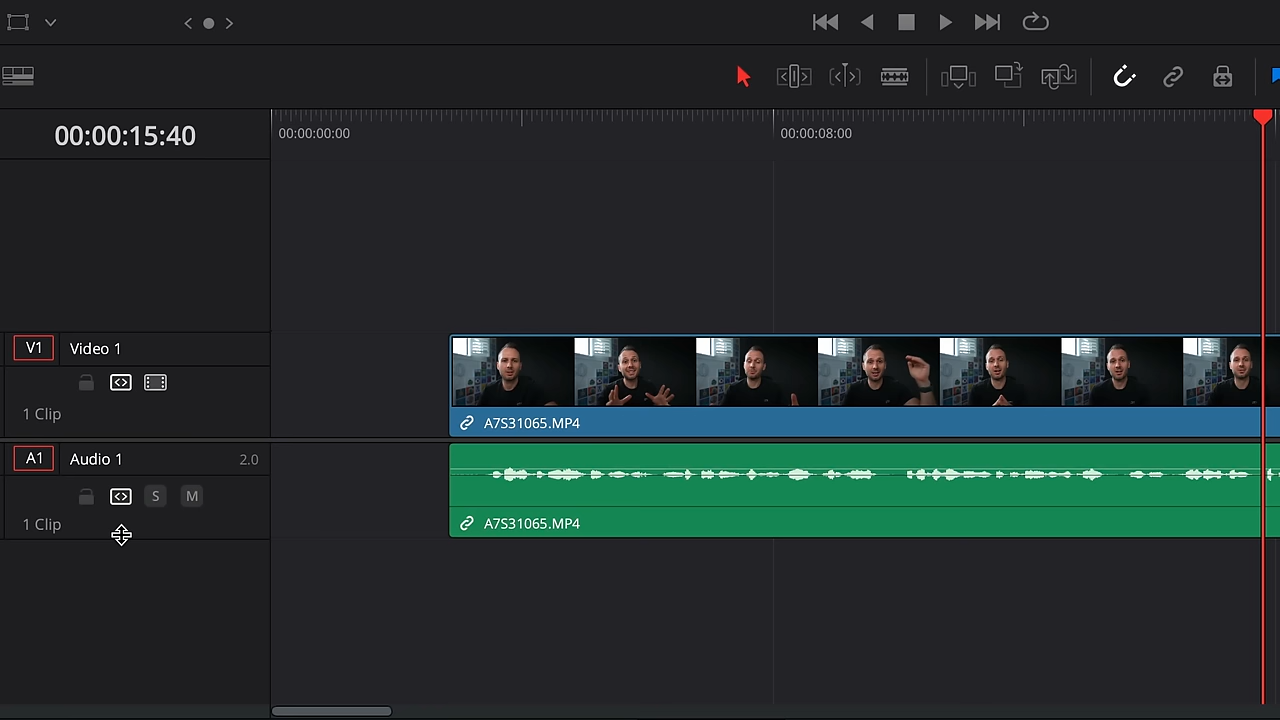 00:00:15:40
00:00:00:00
00:00:08:00
V1 Video 1
1 Clip
A7S31065.MP4
A1 Audio 1 2.0
S M
1 Clip
A7S31065.MP4